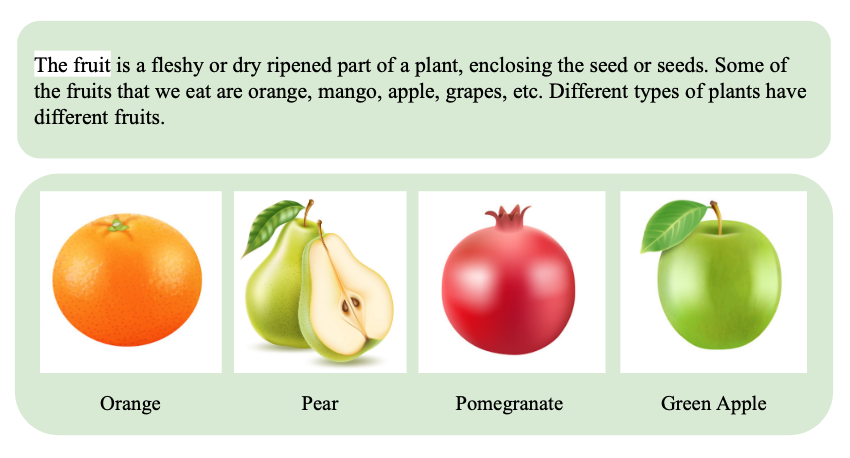 The fruit is a fleshy or dry ripened part of a plant, enclosing the seed or seeds. Some of
the fruits that we eat are orange, mango, apple, grapes, etc. Different types of plants have
different fruits.
Orange
Pear
Pomegranate
Green Apple